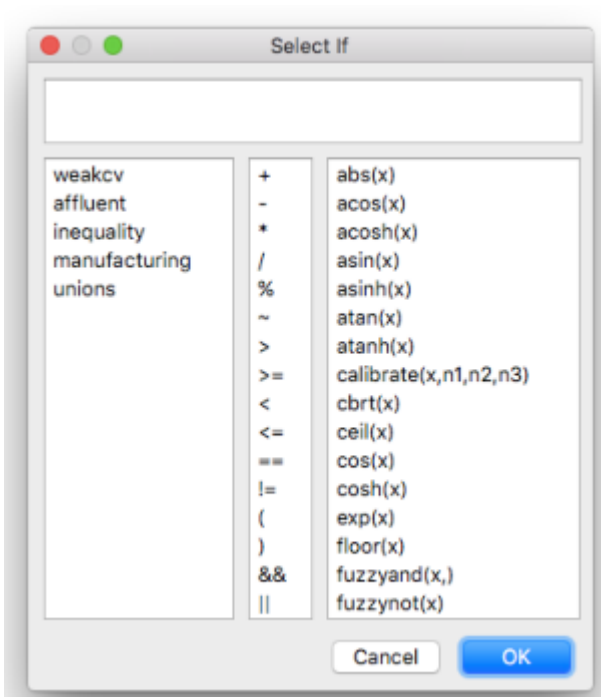 Select If
weakcv
affluent
inequality
manufacturing
unions
+
-
*
/
%
~
>
>=
<
<=
==
!=
(
)
&&
||
abs(x)
acos(x)
acosh(x)
asin(x)
asinh(x)
atan(x)
atanh(x)
calibrate(x,n1,n2,n3)
cbrt(x)
ceil(x)
cos(x)
cosh(x)
exp(x)
floor(x)
fuzzyand(x,)
fuzzynot(x)
Cancel
OK